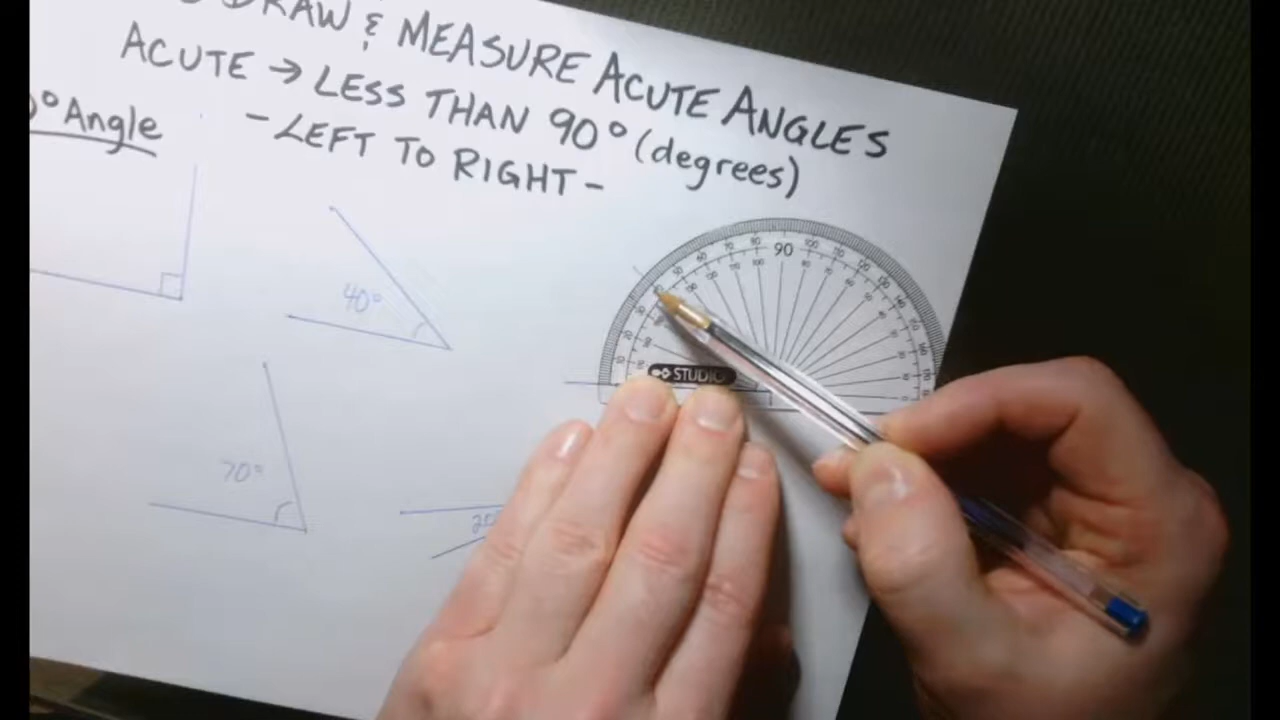 DRAW & MEASURE ACUTE ANGLES
ACUTE → LESS THAN 90° (degrees)
° Angle
- LEFT TO RIGHT -
40°
90
STUDIO
70°